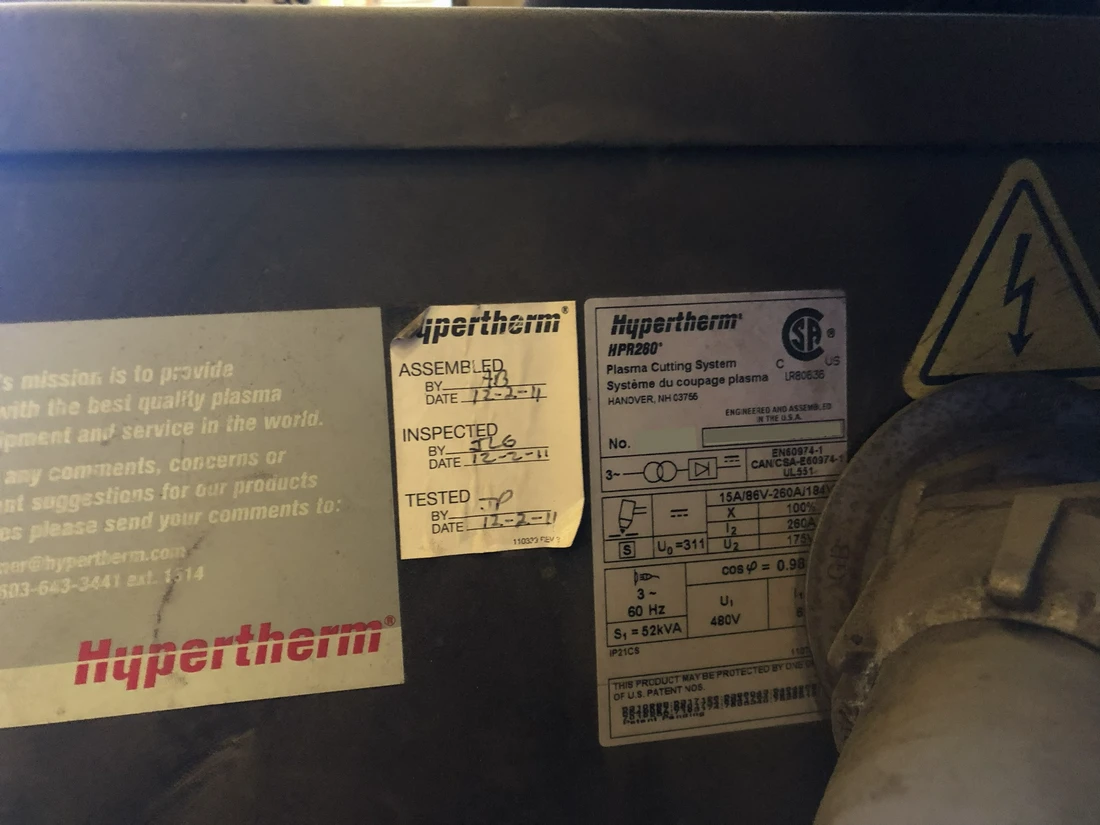 's mission is to provide
with the best quality plasma
ipment and service in the world.
any comments, concerns or
nt suggestions for our products
es please send your comments to:
mer@hypertherm.com
603-643-3441 ext. 1514
Hypertherm®
Hypertherm®
ASSEMBLED
BY
DATE 12-2-11
INSPECTED
BY JLG
DATE 12-2-11
TESTED
BY JP
DATE 12-2-11
Hypertherm®
HPR260®
Plasma Cutting System
Système du coupage plasma
HANOVER, NH 03755
SA ®
C US
ENGINEERED AND ASSEMBLED
IN THE U.S.A.
No.
3~
EN60974-1
CAN/CSA-E60974-1
15A/86V-260A/184V
X 100%
I2 260A
S U0=311 U2 175V
cos φ = 0.98
3 ~
60 Hz
U1
480V
S1 = 52kVA
IP21CS
THIS PRODUCT MAY BE PROTECTED BY ONE
OF U.S. PATENT NOS.
Patent Pending